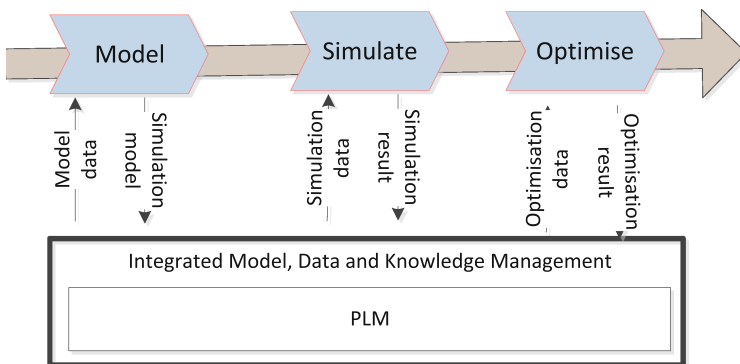 Model
Simulate
Optimise
Model
data
Simulation
model
Simulation
data
Simulation
result
Optimisation
data
Optimisation
result
Integrated Model, Data and Knowledge Management
PLM